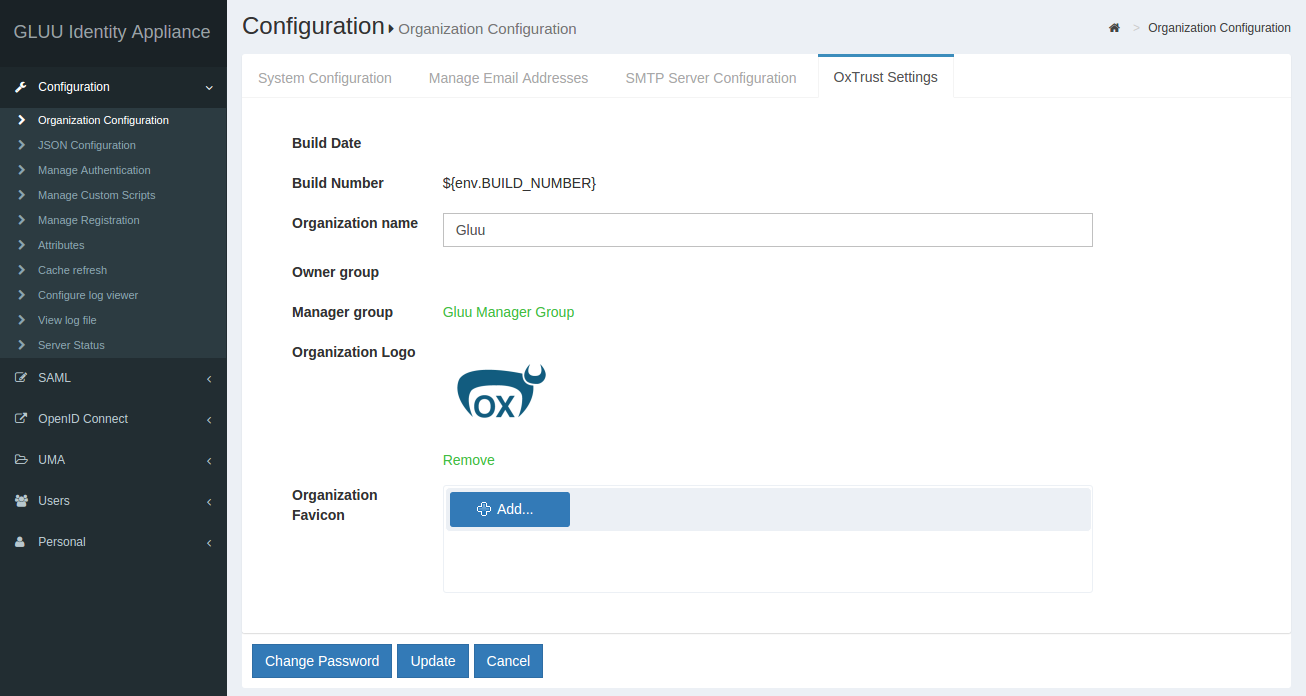 GLUU Identity Appliance
Configuration
Organization Configuration
JSON Configuration
Manage Authentication
Manage Custom Scripts
Manage Registration
Attributes
Cache refresh
Configure log viewer
View log file
Server Status
SAML
OpenID Connect
UMA
Users
Personal
Configuration Organization Configuration
> Organization Configuration
System Configuration Manage Email Addresses SMTP Server Configuration OxTrust Settings
Build Date
Build Number ${env.BUILD_NUMBER}
Organization name Gluu
Owner group
Manager group Gluu Manager Group
Organization Logo
OX
Remove
Organization
Favicon
Add...
Change Password Update Cancel